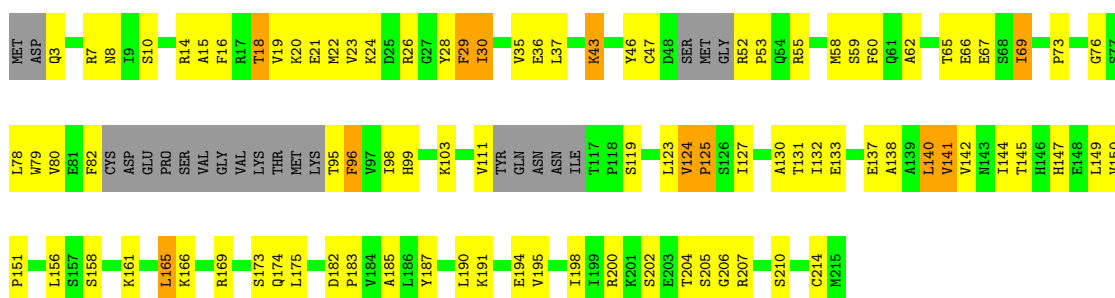 MET ASP Q3 R7 N8 I9 S10 R14 A15 F16 R17 T18 V19 K20 E21 M22 V23 K24 D25 R26 G27 Y28 F29 I30 V35 E36 L37 K43 Y46 C47 D48 SER MET GLY R52 P53 Q54 R55 M58 S59 F60 Q61 A62 T65 E66 E67 S68 I69 P73 G76 S77
L78 W79 V80 E81 F82 CYS ASP GLU PRO SER VAL GLY VAL LYS THR MET LYS T95 F96 V97 I98 H99 K103 V111 TYR GLN ASN ASN ILE T117 P118 S119 L123 V124 P125 S126 I127 A130 T131 I132 E133 E137 A138 A139 L140 V141 V142 N143 I144 T145 H146 H147 E148 L149 V150
P151 L156 S157 S158 K161 L165 K166 R169 S173 Q174 L175 D182 P183 V184 A185 L186 Y187 L190 K191 E194 V195 I198 I199 R200 K201 S202 E203 T204 S205 G206 R207 S210 C214 M215